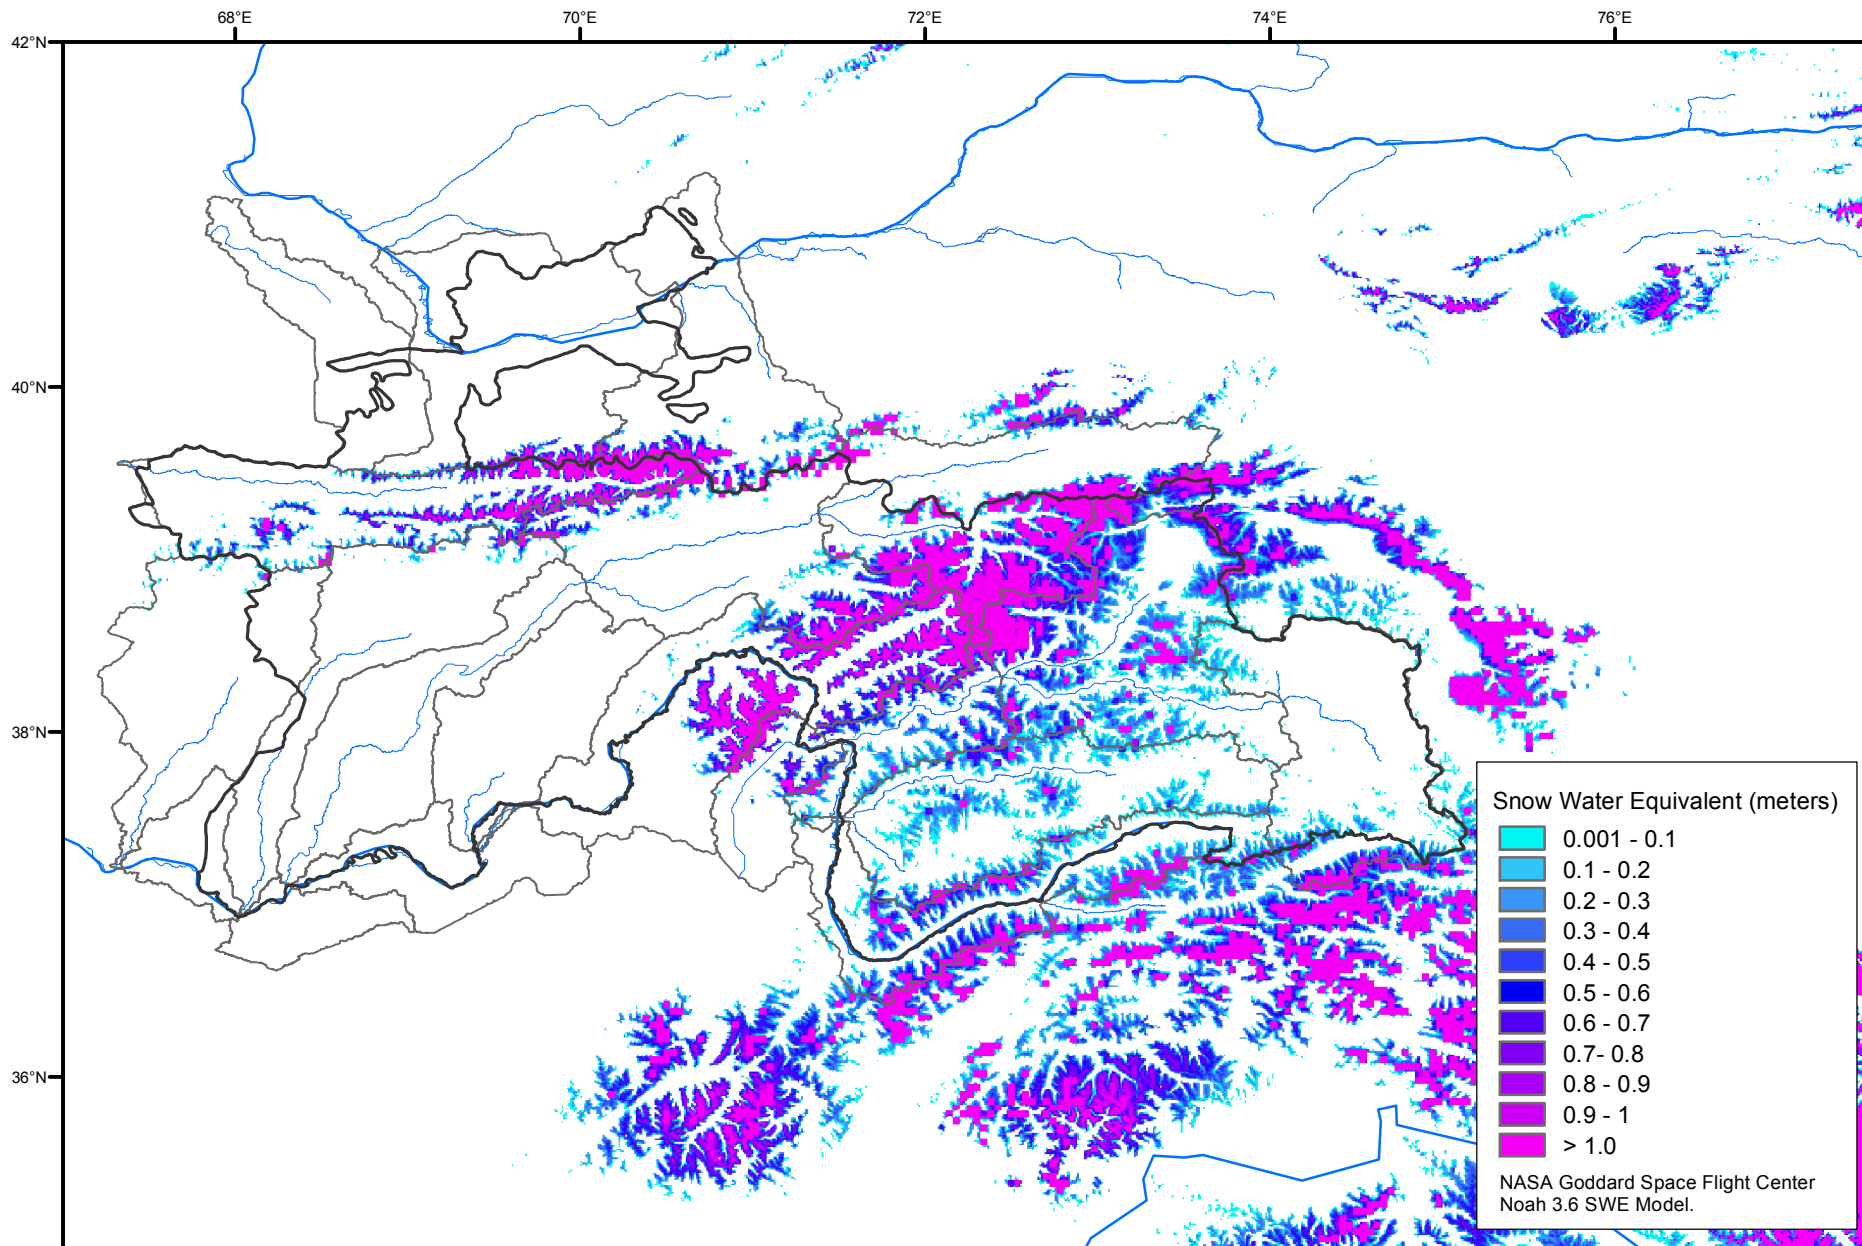 68°E
70°E
72°E
74°E
76°E
42°N
40°N
38°N
36°N
Snow Water Equivalent (meters)
0.001 - 0.1
0.1 - 0.2
0.2 - 0.3
0.3 - 0.4
0.4 - 0.5
0.5 - 0.6
0.6 - 0.7
0.7- 0.8
0.8 - 0.9
0.9 - 1
> 1.0
NASA Goddard Space Flight Center
Noah 3.6 SWE Model.